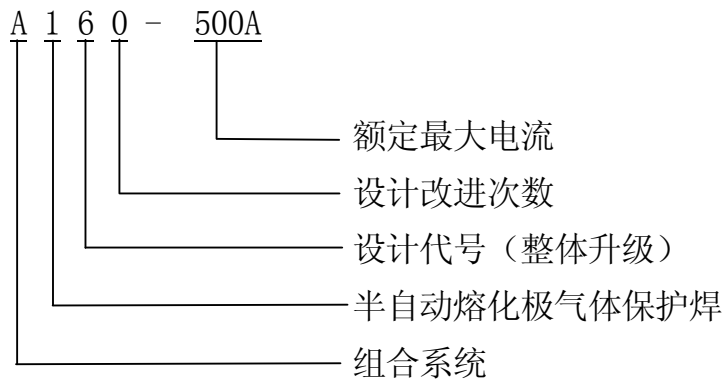 A 1 6 0 - 500A
额定最大电流
设计改进次数
设计代号（整体升级）
半自动熔化极气体保护焊
组合系统